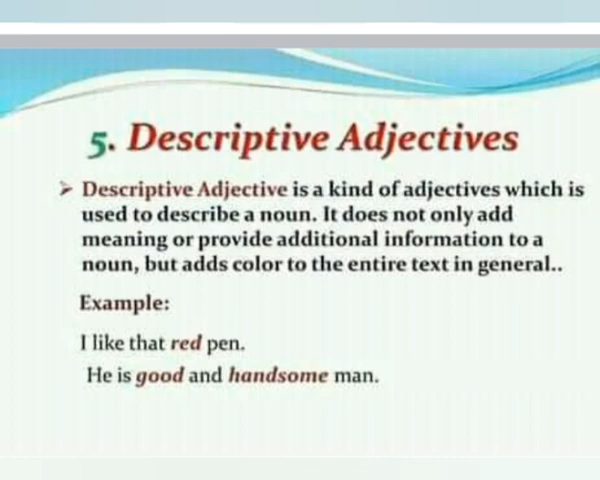 5. Descriptive Adjectives
➢ Descriptive Adjective is a kind of adjectives which is
used to describe a noun. It does not only add
meaning or provide additional information to a
noun, but adds color to the entire text in general..
Example:
I like that red pen.
He is good and handsome man.